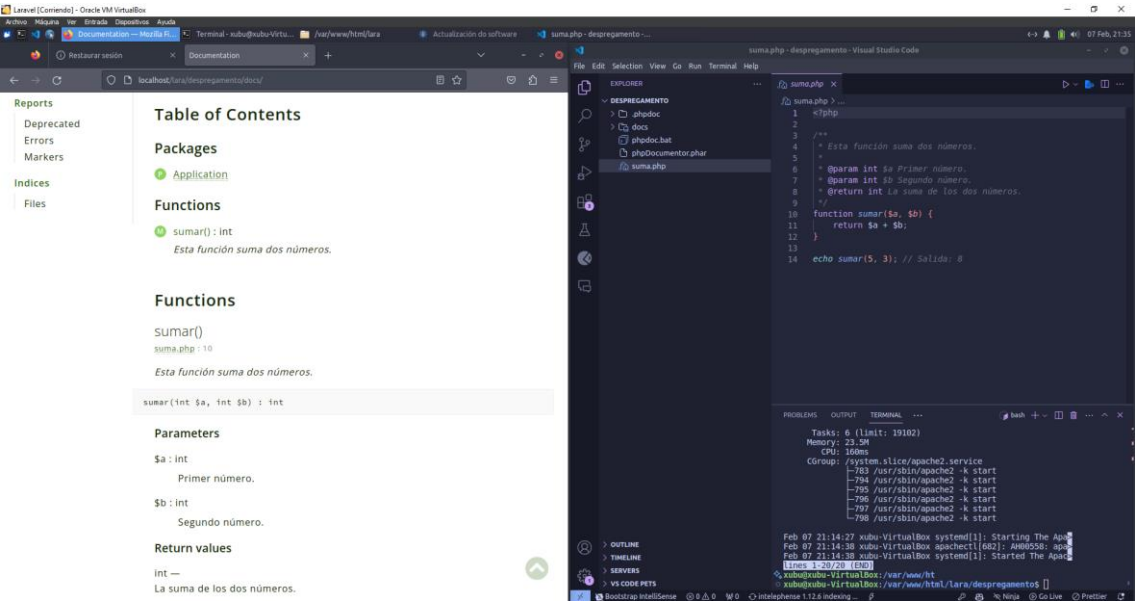 Laravel [Corriendo] - Oracle VM VirtualBox
Archivo Máquina Ver Entrada Dispositivos Ayuda
Documentation — Mozilla Fi... Terminal - xubu@xubu-Virtu... /var/www/html/lara Actualización do software suma.php - despregamento -... 07 Feb, 21:35
Restaurar sesión Documentation
localhost/lara/despregamento/docs/
Reports
Deprecated
Errors
Markers
Indices
Files
Table of Contents
Packages
P Application
Functions
M sumar() : int
Esta función suma dos números.
Functions
sumar()
suma.php : 10
Esta función suma dos números.
sumar(int $a, int $b) : int
Parameters
$a : int
Primer número.
$b : int
Segundo número.
Return values
int —
La suma de los dos números.
suma.php - despregamento - Visual Studio Code
File Edit Selection View Go Run Terminal Help
EXPLORER
DESPREGAMENTO
.phpdoc
docs
phpdoc.bat
phpDocumentor.phar
suma.php
OUTLINE
TIMELINE
SERVERS
VS CODE PETS
suma.php
suma.php > ...
1 <?php
2
3 /**
4 * Esta función suma dos números.
5 *
6 * @param int $a Primer número.
7 * @param int $b Segundo número.
8 * @return int La suma de los dos números.
9 */
10 function sumar($a, $b) {
11 return $a + $b;
12 }
13
14 echo sumar(5, 3); // Salida: 8
PROBLEMS OUTPUT TERMINAL ... bash
Tasks: 6 (limit: 19102)
Memory: 23.5M
CPU: 160ms
CGroup: /system.slice/apache2.service
├─783 /usr/sbin/apache2 -k start
├─794 /usr/sbin/apache2 -k start
├─795 /usr/sbin/apache2 -k start
├─796 /usr/sbin/apache2 -k start
├─797 /usr/sbin/apache2 -k start
└─798 /usr/sbin/apache2 -k start
Feb 07 21:14:27 xubu-VirtualBox systemd[1]: Starting The Apa>
Feb 07 21:14:38 xubu-VirtualBox apachectl[682]: AH00558: apa>
Feb 07 21:14:38 xubu-VirtualBox systemd[1]: Started The Apac>
lines 1-20/20 (END)
xubu@xubu-VirtualBox:/var/www/ht
xubu@xubu-VirtualBox:/var/www/html/lara/despregamento$
Bootstrap IntelliSense 0 0 0 0 intelephense 1.12.6 indexing ... Ninja Go Live Prettier